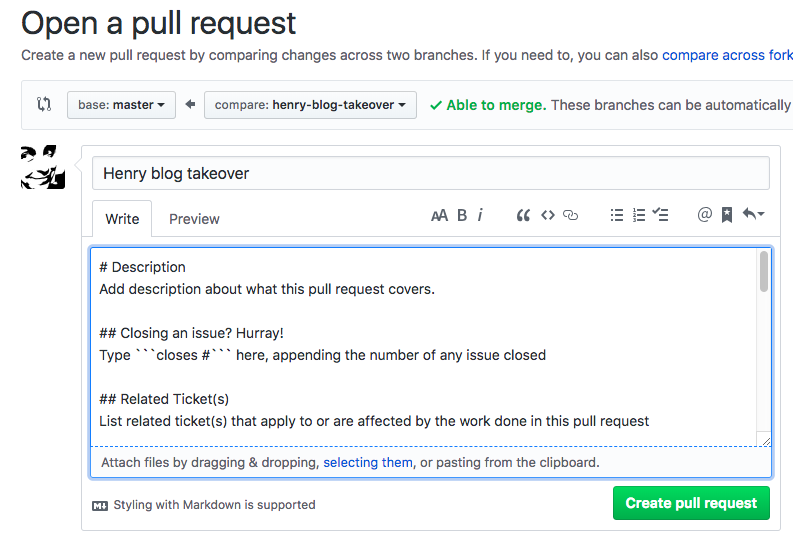 Open a pull request
Create a new pull request by comparing changes across two branches. If you need to, you can also compare across fork
base: master compare: henry-blog-takeover Able to merge. These branches can be automatically
Henry blog takeover
Write Preview AA B i @
# Description
Add description about what this pull request covers.
## Closing an issue? Hurray!
Type ```closes #``` here, appending the number of any issue closed
## Related Ticket(s)
List related ticket(s) that apply to or are affected by the work done in this pull request
Attach files by dragging & dropping, selecting them, or pasting from the clipboard.
Styling with Markdown is supported Create pull request